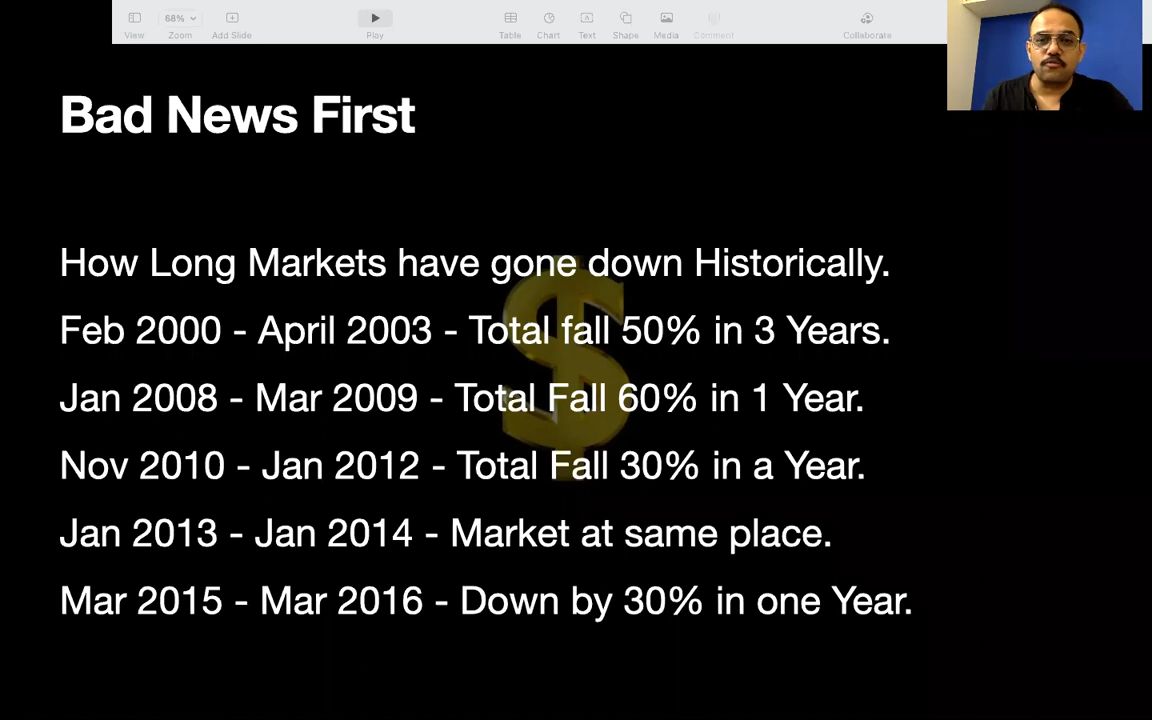 68%
View
Zoom
Add Slide
Play
Table
Chart
Text
Shape
Media
Comment
Collaborate
Bad News First
How Long Markets have gone down Historically.
Feb 2000 - April 2003 - Total fall 50% in 3 Years.
Jan 2008 - Mar 2009 - Total Fall 60% in 1 Year.
Nov 2010 - Jan 2012 - Total Fall 30% in a Year.
Jan 2013 - Jan 2014 - Market at same place.
Mar 2015 - Mar 2016 - Down by 30% in one Year.